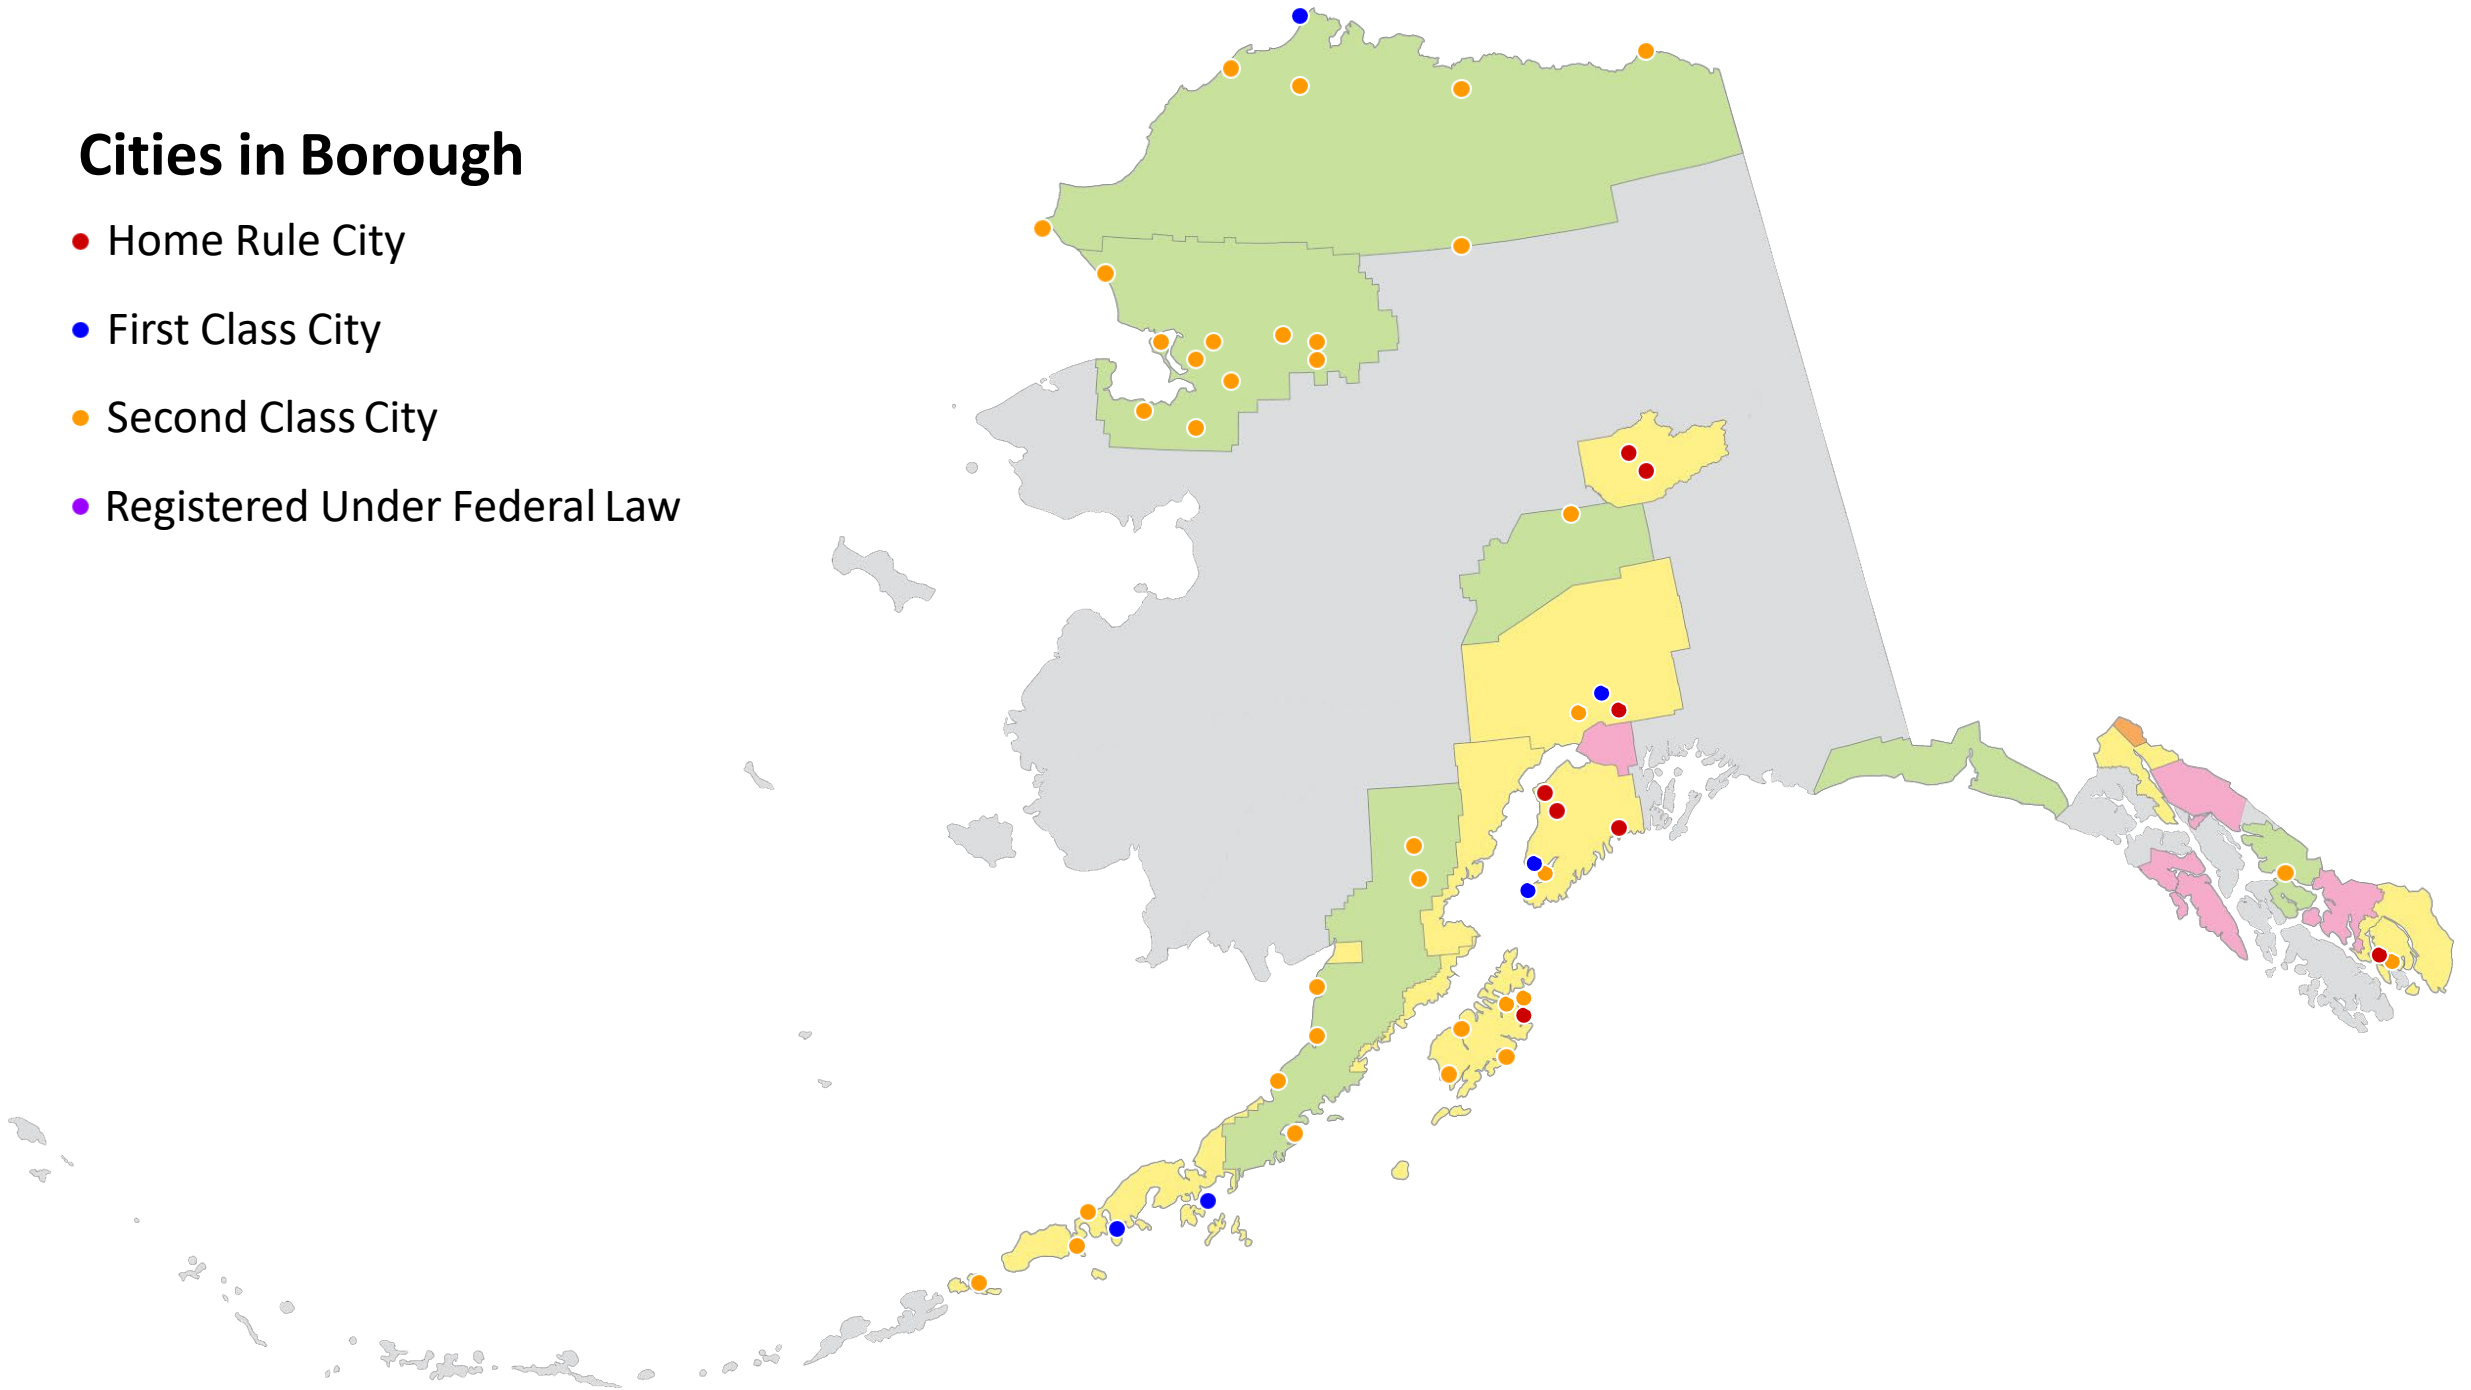 Cities in Borough
Home Rule City
First Class City
Second Class City
Registered Under Federal Law